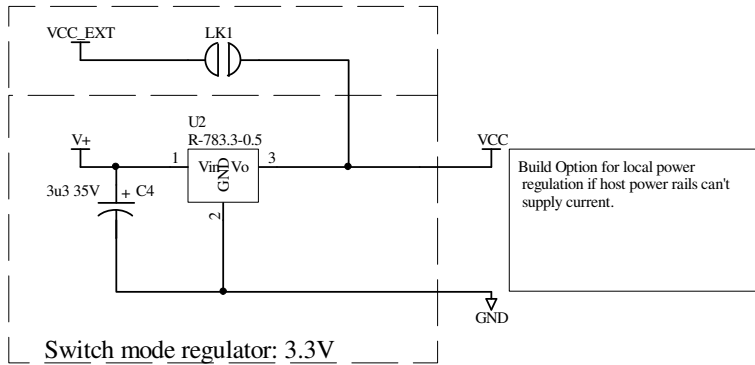 VCC_EXT
LK1
U2
R-783.3-0.5
V+
VCC
1
Vin
Vo
GND
3
2
3u3 35V
+
C4
GND
Build Option for local power
regulation if host power rails can't
supply current.
Switch mode regulator: 3.3V